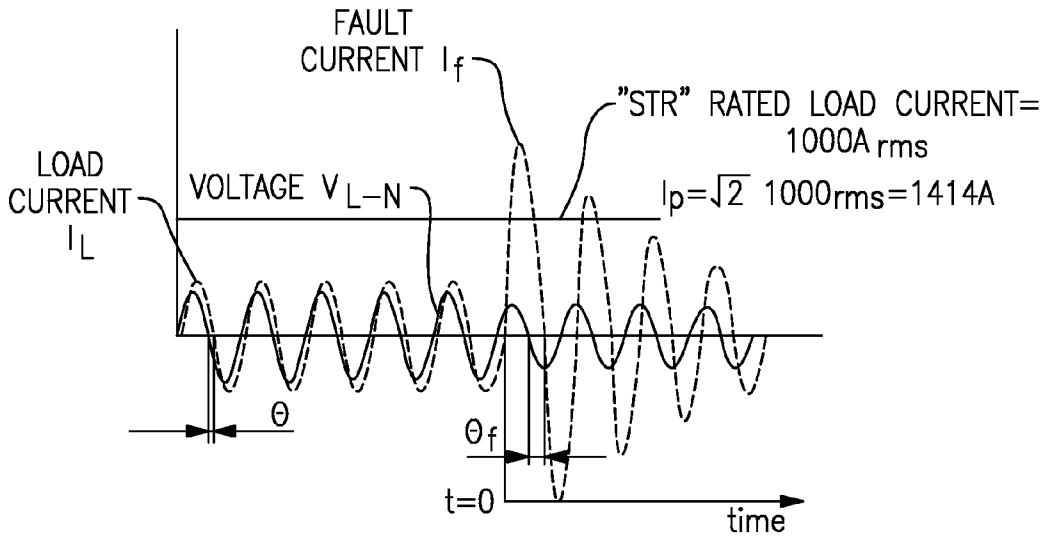 FAULT
CURRENT If
"STR" RATED LOAD CURRENT=
1000A rms
LOAD
CURRENT
IL
VOLTAGE VL-N
Ip=√2 1000rms=1414A
θ
θf
t=0
time